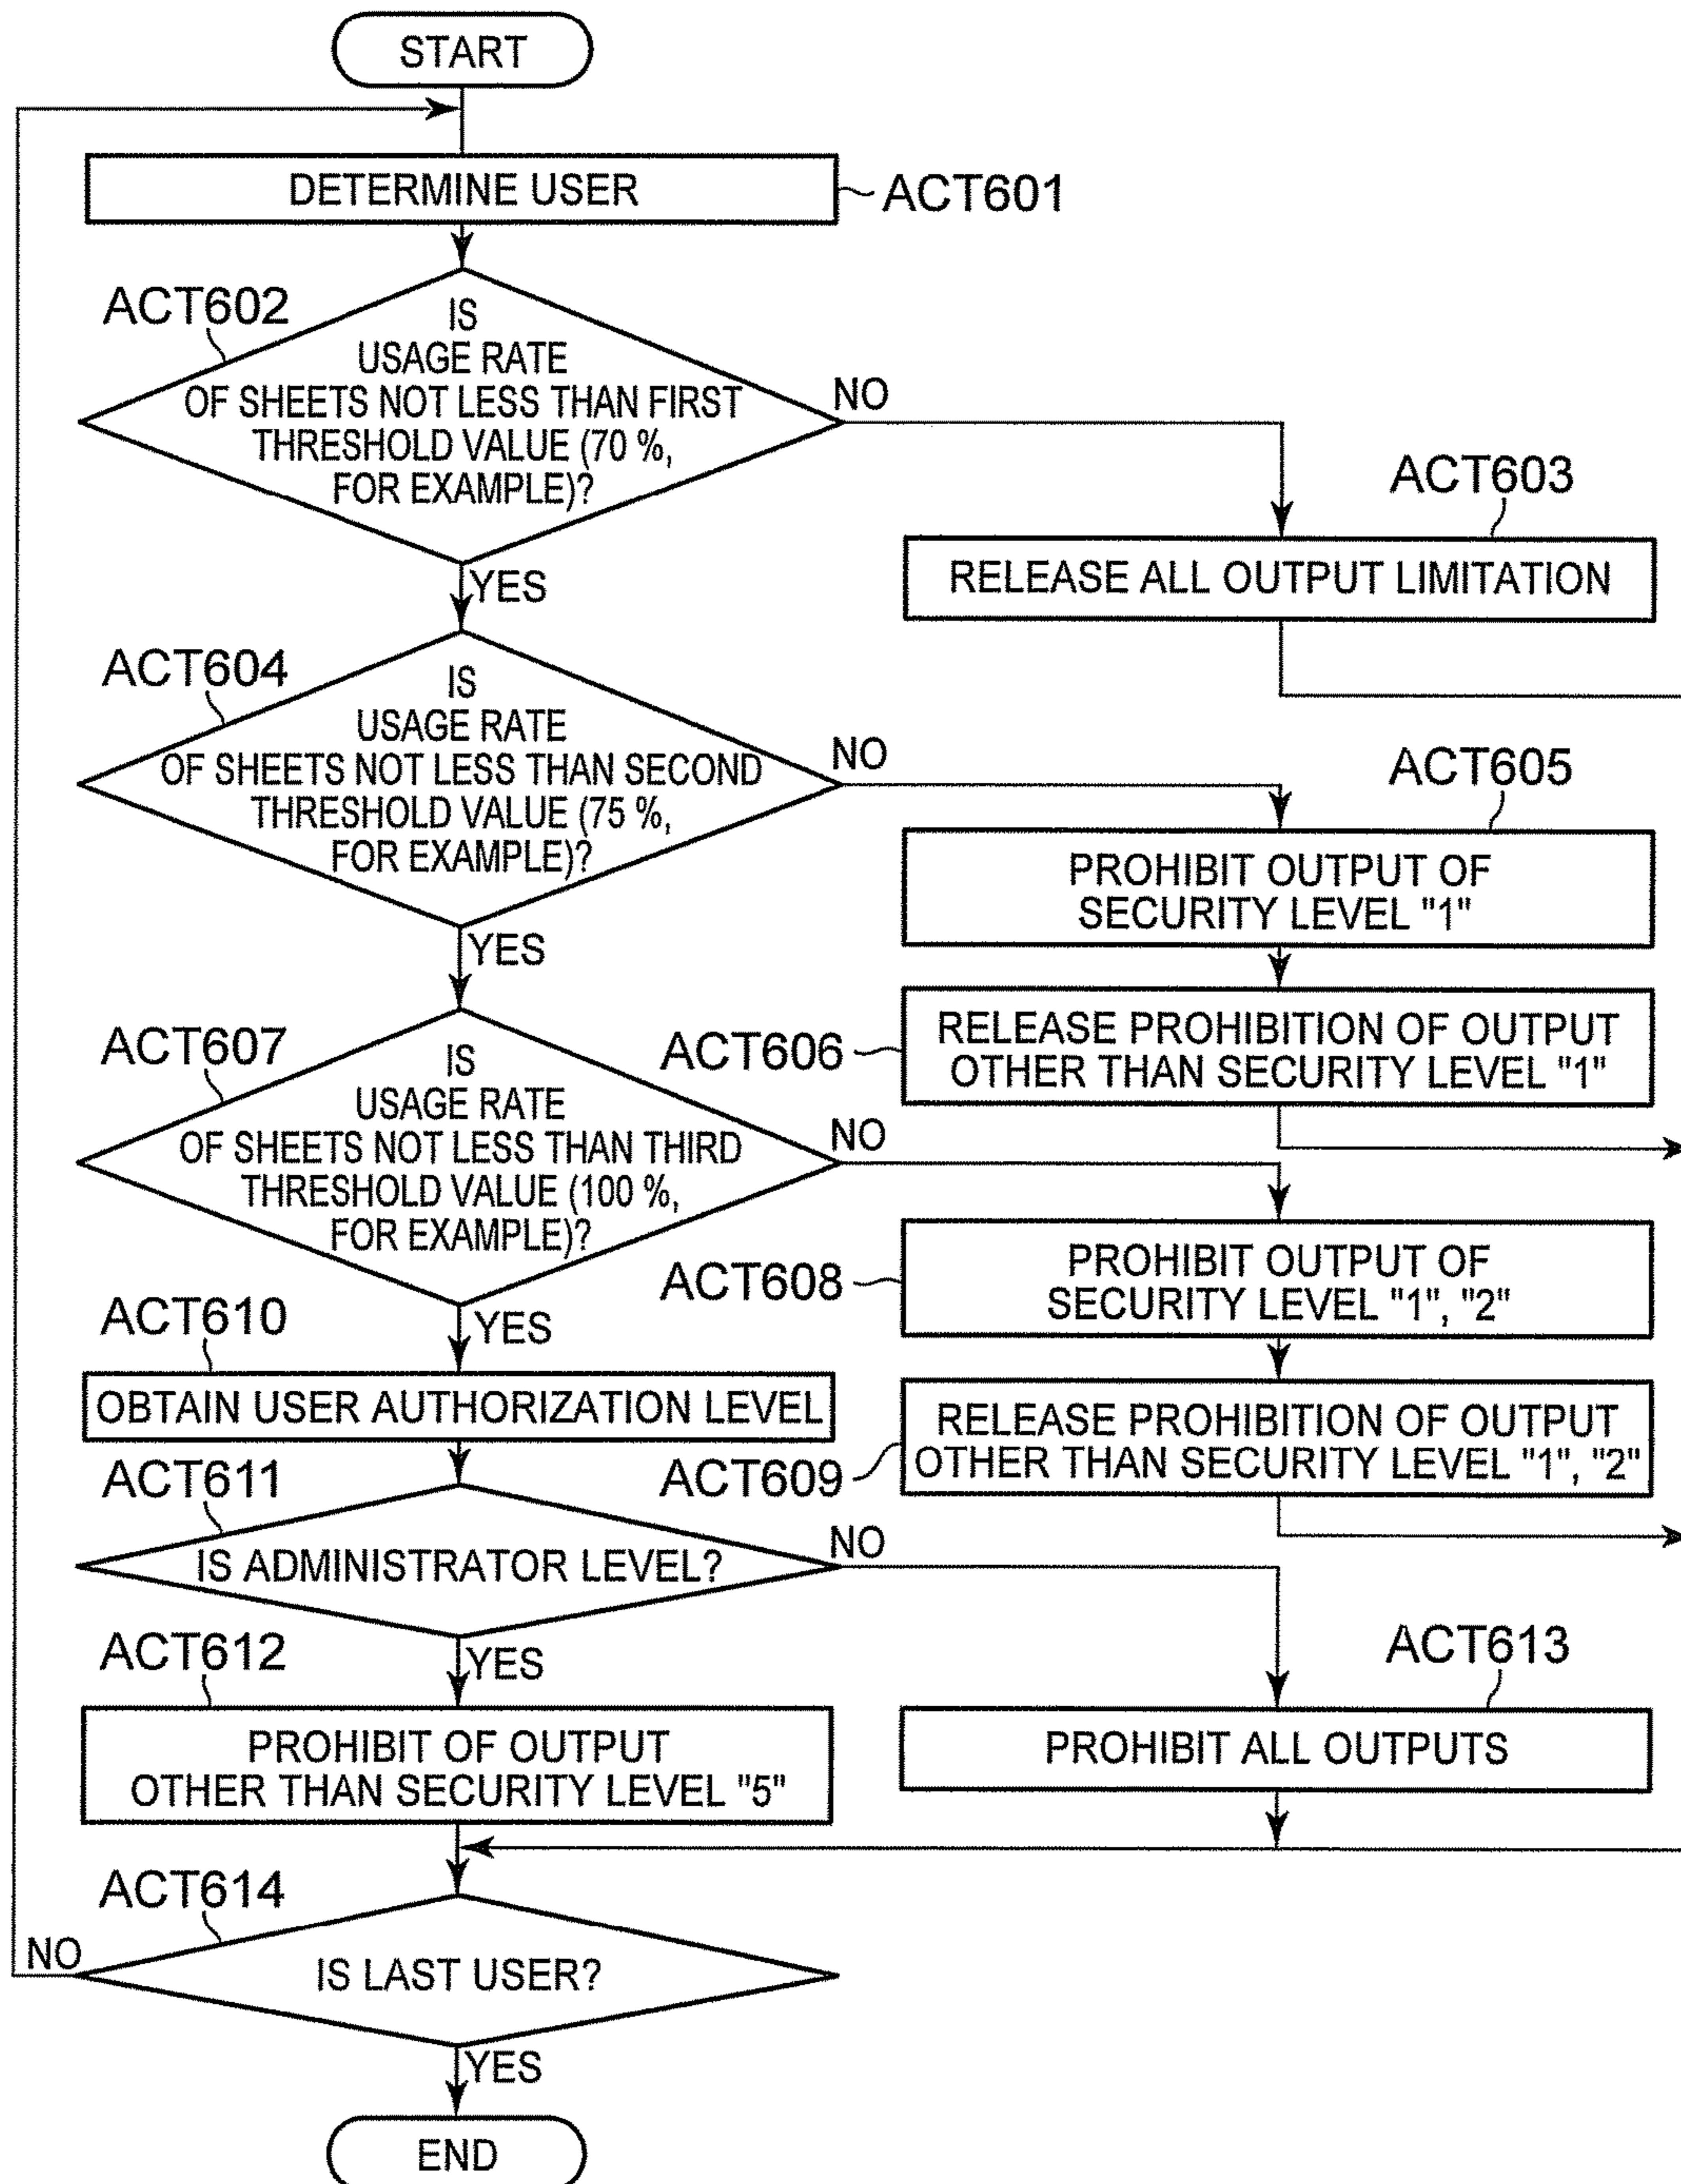 START
DETERMINE USER
ACT601
ACT602
IS
USAGE RATE
OF SHEETS NOT LESS THAN FIRST
THRESHOLD VALUE (70 %,
FOR EXAMPLE)?
NO
YES
ACT603
RELEASE ALL OUTPUT LIMITATION
ACT604
IS
USAGE RATE
OF SHEETS NOT LESS THAN SECOND
THRESHOLD VALUE (75 %,
FOR EXAMPLE)?
NO
YES
ACT605
PROHIBIT OUTPUT OF
SECURITY LEVEL "1"
ACT606
RELEASE PROHIBITION OF OUTPUT
OTHER THAN SECURITY LEVEL "1"
ACT607
IS
USAGE RATE
OF SHEETS NOT LESS THAN THIRD
THRESHOLD VALUE (100 %,
FOR EXAMPLE)?
NO
YES
ACT608
PROHIBIT OUTPUT OF
SECURITY LEVEL "1", "2"
ACT609
RELEASE PROHIBITION OF OUTPUT
OTHER THAN SECURITY LEVEL "1", "2"
ACT610
OBTAIN USER AUTHORIZATION LEVEL
ACT611
IS ADMINISTRATOR LEVEL?
NO
YES
ACT612
PROHIBIT OF OUTPUT
OTHER THAN SECURITY LEVEL "5"
ACT613
PROHIBIT ALL OUTPUTS
ACT614
IS LAST USER?
NO
YES
END